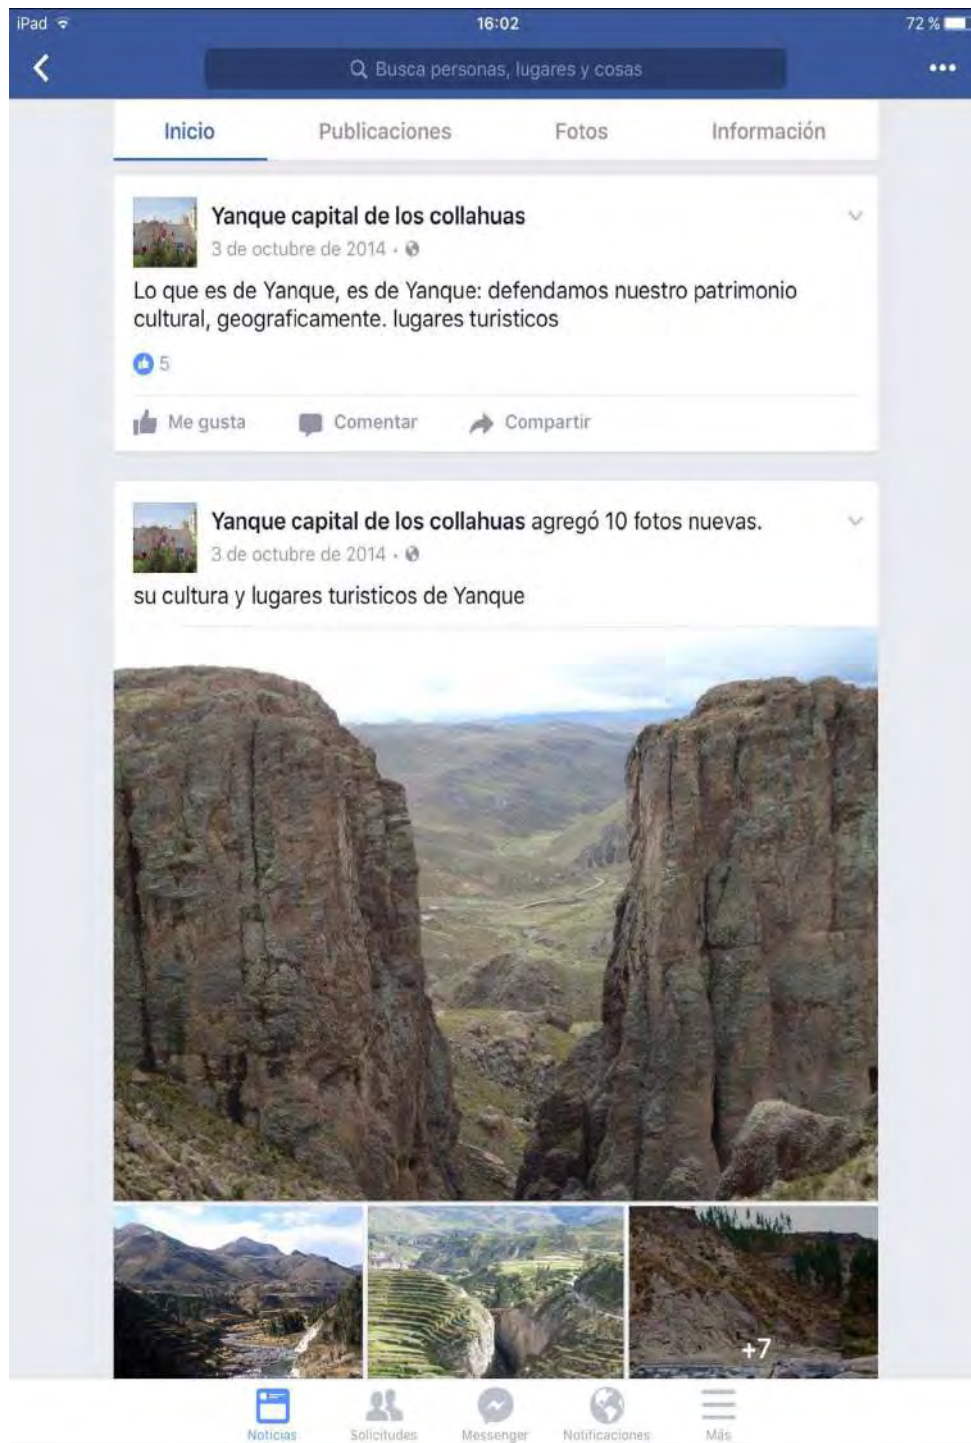 iPad 16:02 72 %
Busca personas, lugares y cosas
Inicio Publicaciones Fotos Información
Yanque capital de los collahuas
3 de octubre de 2014
Lo que es de Yanque, es de Yanque: defendamos nuestro patrimonio
cultural, geograficamente. lugares turisticos
5
Me gusta Comentar Compartir
Yanque capital de los collahuas agregó 10 fotos nuevas.
3 de octubre de 2014
su cultura y lugares turisticos de Yanque
+7
Noticias Solicitudes Messenger Notificaciones Más